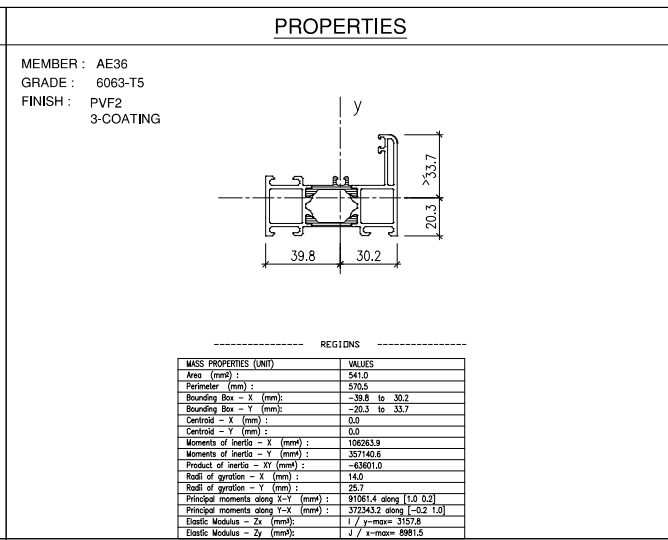 PROPERTIES
MEMBER : AE36
GRADE : 6063-T5
FINISH : PVF2
3-COATING
y
33.7
20.3
39.8 30.2
REGIONS
MASS PROPERTIES (UNIT) VALUES
Area (mm²) : 541.0
Perimeter (mm) : 570.5
Bounding Box - X (mm): -39.8 to 30.2
Bounding Box - Y (mm): -20.3 to 33.7
Centroid - X (mm) : 0.0
Centroid - Y (mm) : 0.0
Moments of inertia - X (mm⁴) : 106263.9
Moments of inertia - Y (mm⁴) : 357140.6
Product of inertia - XY (mm⁴) : -63601.0
Radii of gyration - X (mm) : 14.0
Radii of gyration - Y (mm) : 25.7
Principal moments along X-Y (mm⁴) : 91061.4 along [1.0 0.2]
Principal moments along Y-X (mm⁴) : 372343.2 along [-0.2 1.0]
Elastic Modulus - Zx (mm³): I / y-max= 3157.8
Elastic Modulus - Zy (mm³): J / x-max= 8981.5